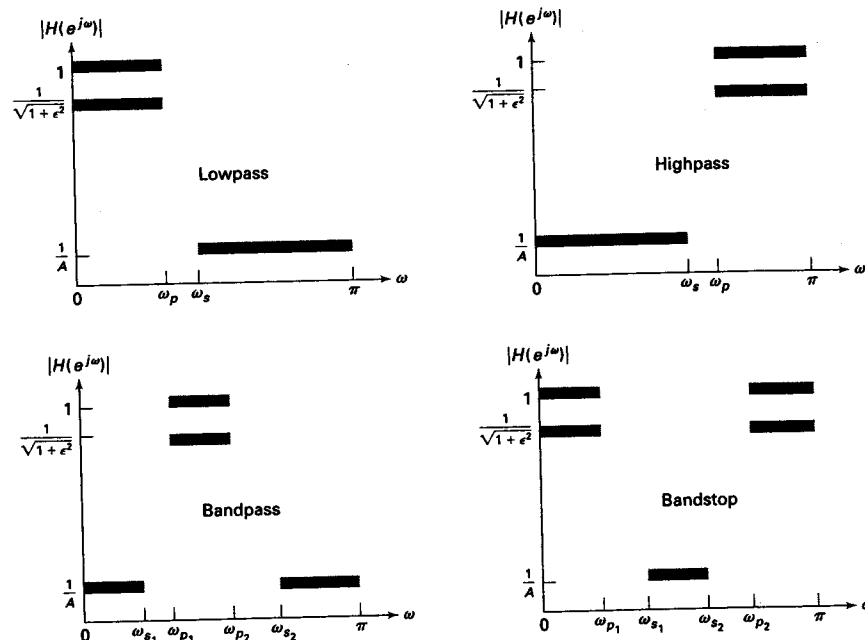 |H(e^{jω})|
1
1/√(1 + ε²)
Lowpass
1/A
0 ω_p ω_s π ω
|H(e^{jω})|
1
1/√(1 + ε²)
Highpass
1/A
0 ω_s ω_p π ω
|H(e^{jω})|
1
1/√(1 + ε²)
Bandpass
1/A
0 ω_{s₁} ω_{p₁} ω_{p₂} ω_{s₂} π ω
|H(e^{jω})|
1
1/√(1 + ε²)
Bandstop
1/A
0 ω_{p₁} ω_{s₁} ω_{s₂} ω_{p₂} π ω